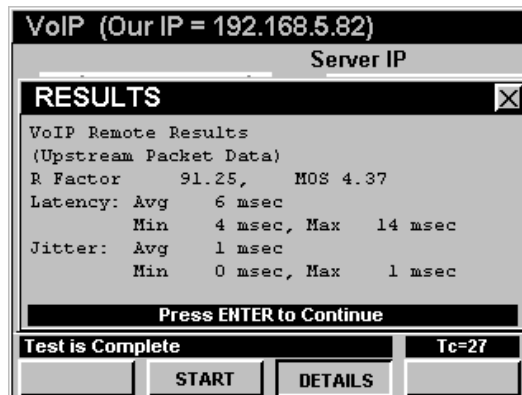 VoIP (Our IP = 192.168.5.82)
Server IP
RESULTS
VoIP Remote Results
(Upstream Packet Data)
R Factor 91.25, MOS 4.37
Latency: Avg 6 msec
Min 4 msec, Max 14 msec
Jitter: Avg 1 msec
Min 0 msec, Max 1 msec
Press ENTER to Continue
Test is Complete Tc=27
START DETAILS